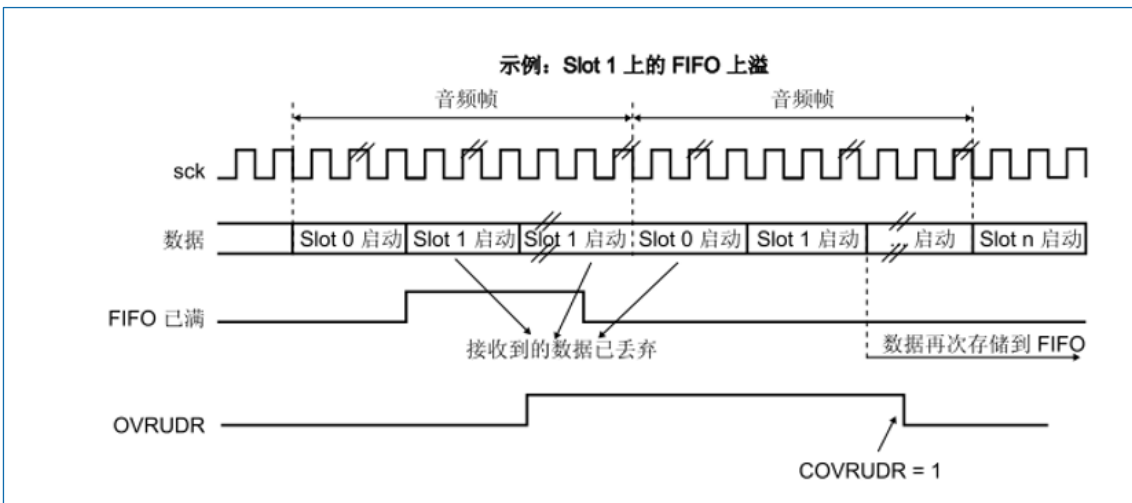 示例：Slot 1 上的 FIFO 上溢
音频帧 音频帧
sck
数据 Slot 0 启动 Slot 1 启动 Slot 1 启动 Slot 0 启动 Slot 1 启动 ... 启动 Slot n 启动
FIFO 已满
接收到的数据已丢弃 数据再次存储到 FIFO
OVRUDR
COVRUDR = 1